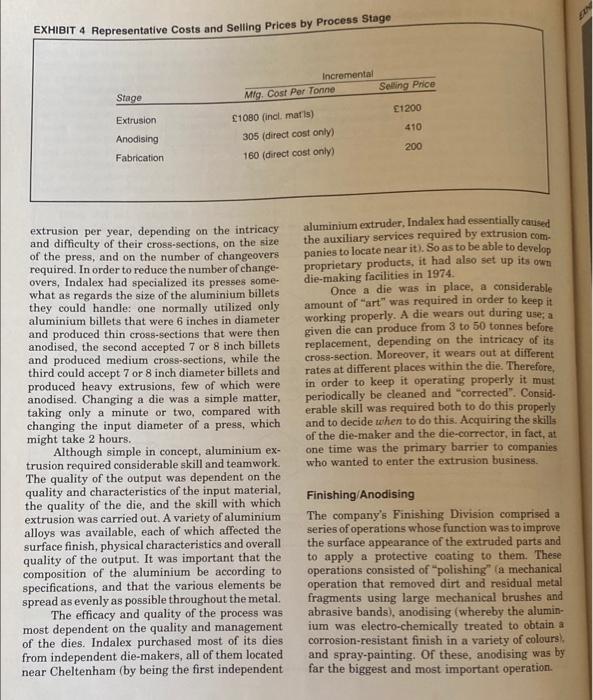 EXHIBIT 4 Representative Costs and Selling Prices by Process Stage
Incremental
Stage Mfg. Cost Per Tonne Selling Price
Extrusion £1080 (incl. mat'ls) £1200
Anodising 305 (direct cost only) 410
Fabrication 160 (direct cost only) 200
extrusion per year, depending on the intricacy
and difficulty of their cross-sections, on the size
of the press, and on the number of changeovers
required. In order to reduce the number of change-
overs, Indalex had specialized its presses some-
what as regards the size of the aluminium billets
they could handle: one normally utilized only
aluminium billets that were 6 inches in diameter
and produced thin cross-sections that were then
anodised, the second accepted 7 or 8 inch billets
and produced medium cross-sections, while the
third could accept 7 or 8 inch diameter billets and
produced heavy extrusions, few of which were
anodised. Changing a die was a simple matter,
taking only a minute or two, compared with
changing the input diameter of a press, which
might take 2 hours.
Although simple in concept, aluminium ex-
trusion required considerable skill and teamwork.
The quality of the output was dependent on the
quality and characteristics of the input material,
the quality of the die, and the skill with which
extrusion was carried out. A variety of aluminium
alloys was available, each of which affected the
surface finish, physical characteristics and overall
quality of the output. It was important that the
composition of the aluminium be according to
specifications, and that the various elements be
spread as evenly as possible throughout the metal.
The efficacy and quality of the process was
most dependent on the quality and management
of the dies. Indalex purchased most of its dies
from independent die-makers, all of them located
near Cheltenham (by being the first independent
aluminium extruder, Indalex had essentially caused
the auxiliary services required by extrusion com-
panies to locate near it). So as to be able to develop
proprietary products, it had also set up its own
die-making facilities in 1974.
Once a die was in place, a considerable
amount of "art" was required in order to keep it
working properly. A die wears out during use; a
given die can produce from 3 to 50 tonnes before
replacement, depending on the intricacy of its
cross-section. Moreover, it wears out at different
rates at different places within the die. Therefore,
in order to keep it operating properly it must
periodically be cleaned and "corrected". Consid-
erable skill was required both to do this properly
and to decide when to do this. Acquiring the skills
of the die-maker and the die-corrector, in fact, at
one time was the primary barrier to companies
who wanted to enter the extrusion business.
Finishing/Anodising
The company's Finishing Division comprised a
series of operations whose function was to improve
the surface appearance of the extruded parts and
to apply a protective coating to them. These
operations consisted of "polishing" (a mechanical
operation that removed dirt and residual metal
fragments using large mechanical brushes and
abrasive bands), anodising (whereby the alumin-
ium was electro-chemically treated to obtain a
corrosion-resistant finish in a variety of colours),
and spray-painting. Of these, anodising was by
far the biggest and most important operation.